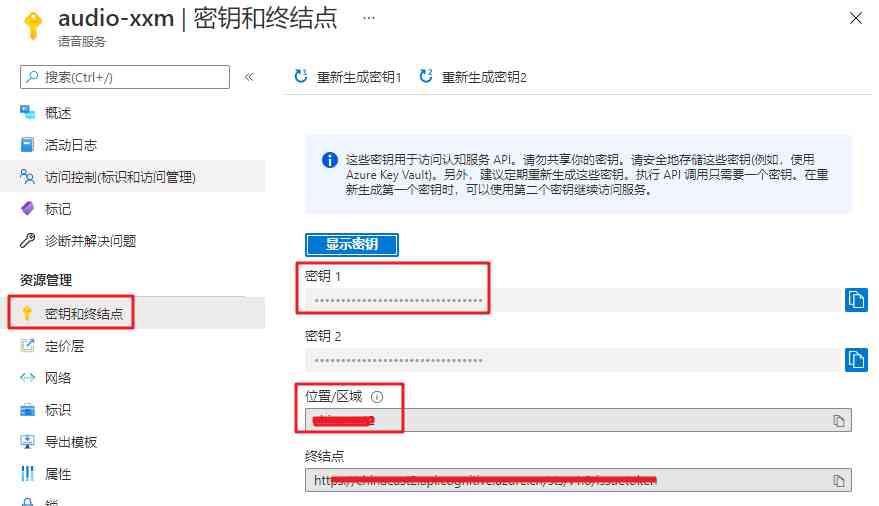 audio-xxm | 密钥和终结点 ...
语音服务
搜索(Ctrl+/)
«
重新生成密钥1
重新生成密钥2
概述
活动日志
访问控制(标识和访问管理)
标记
诊断并解决问题
资源管理
密钥和终结点
定价层
网络
标识
导出模板
属性
锁
这些密钥用于访问认知服务 API。请勿共享你的密钥。请安全地存储这些密钥(例如，使用
Azure Key Vault)。另外，建议定期重新生成这些密钥。执行 API 调用只需要一个密钥。在重
新生成第一个密钥时，可以使用第二个密钥继续访问服务。
显示密钥
密钥 1
密钥 2
位置/区域
终结点